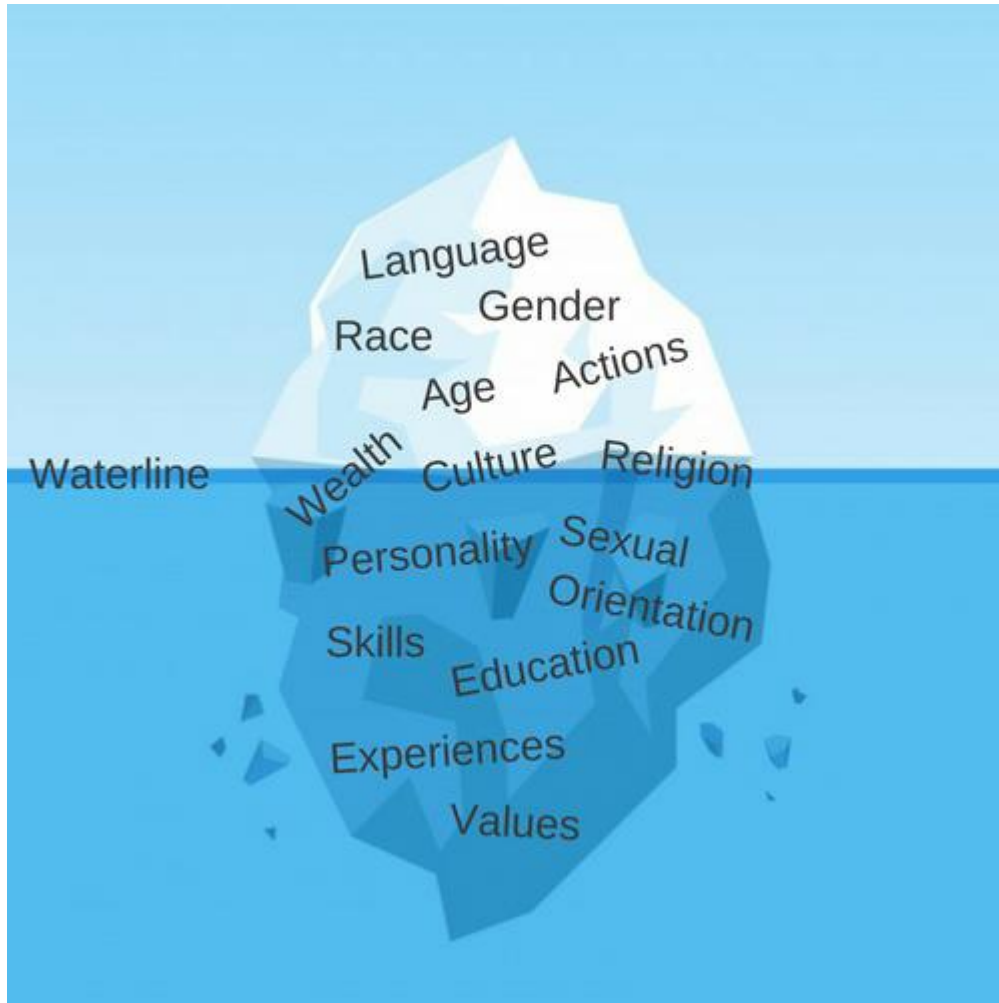 Language
Gender
Race
Actions
Age
Wealth
Culture
Religion
Waterline
Personality
Sexual
Orientation
Skills
Education
Experiences
Values